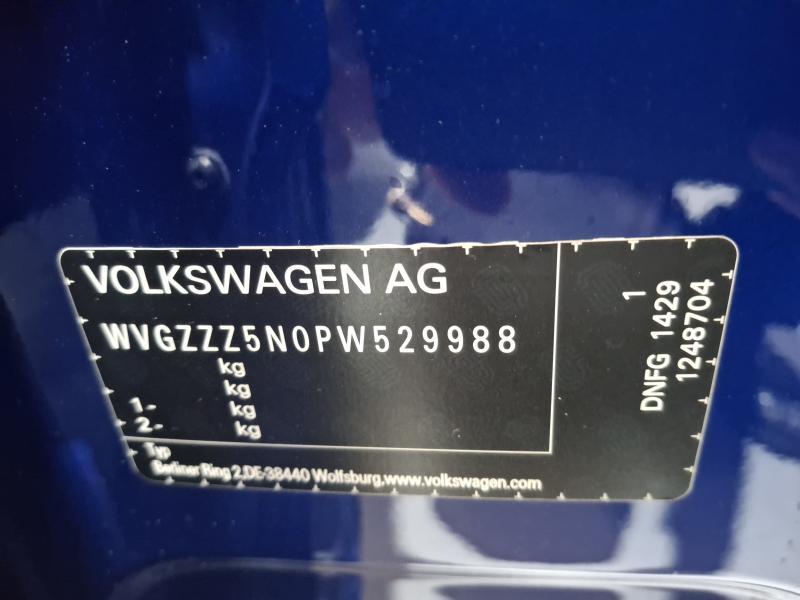 VOLKSWAGEN AG
WVGZZZ5N0PW529988
kg
kg
1.- kg
2.- kg
Typ
Berliner Ring 2,DE-38440 Wolfsburg,www.volkswagen.com
1
DNFG 1429
1248704